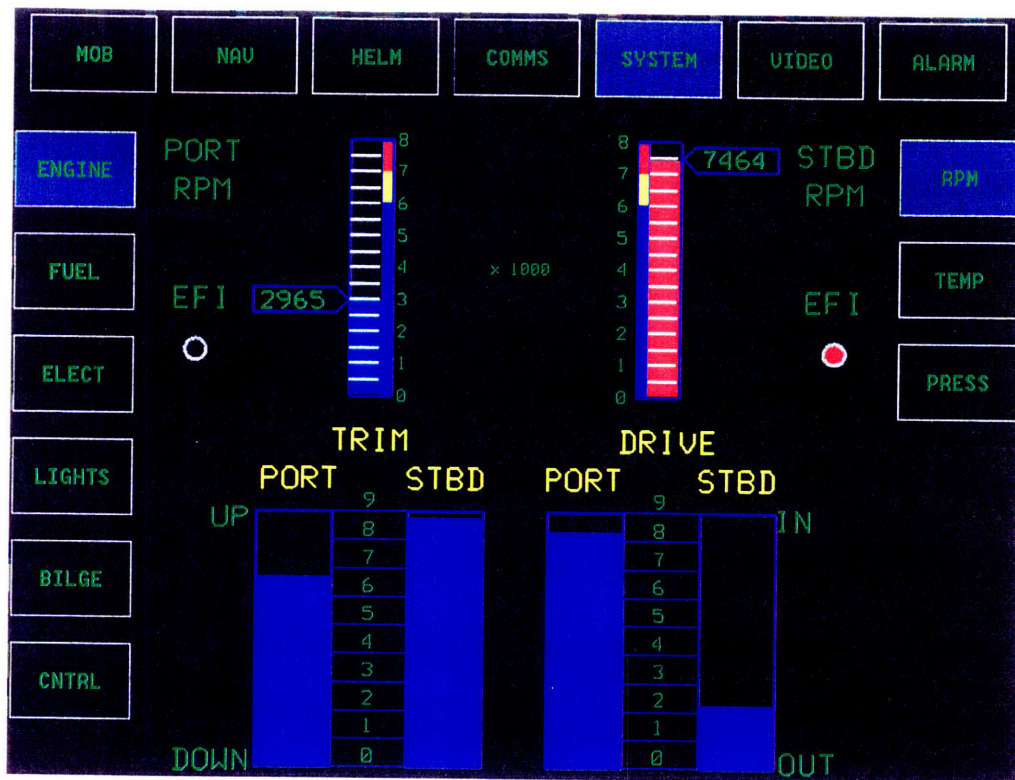 MOB NAV HELM COMMS SYSTEM VIDEO ALARM
ENGINE
FUEL
ELECT
LIGHTS
BILGE
CNTRL
PORT
RPM
EFI
2965
8
7
6
5
4
3
2
1
0
x 1000
8
7
6
5
4
3
2
1
0
7464
STBD
RPM
EFI
RPM
TEMP
PRESS
TRIM
PORT STBD
UP
DOWN
9
8
7
6
5
4
3
2
1
0
DRIVE
PORT STBD
9
8
7
6
5
4
3
2
1
0
IN
OUT